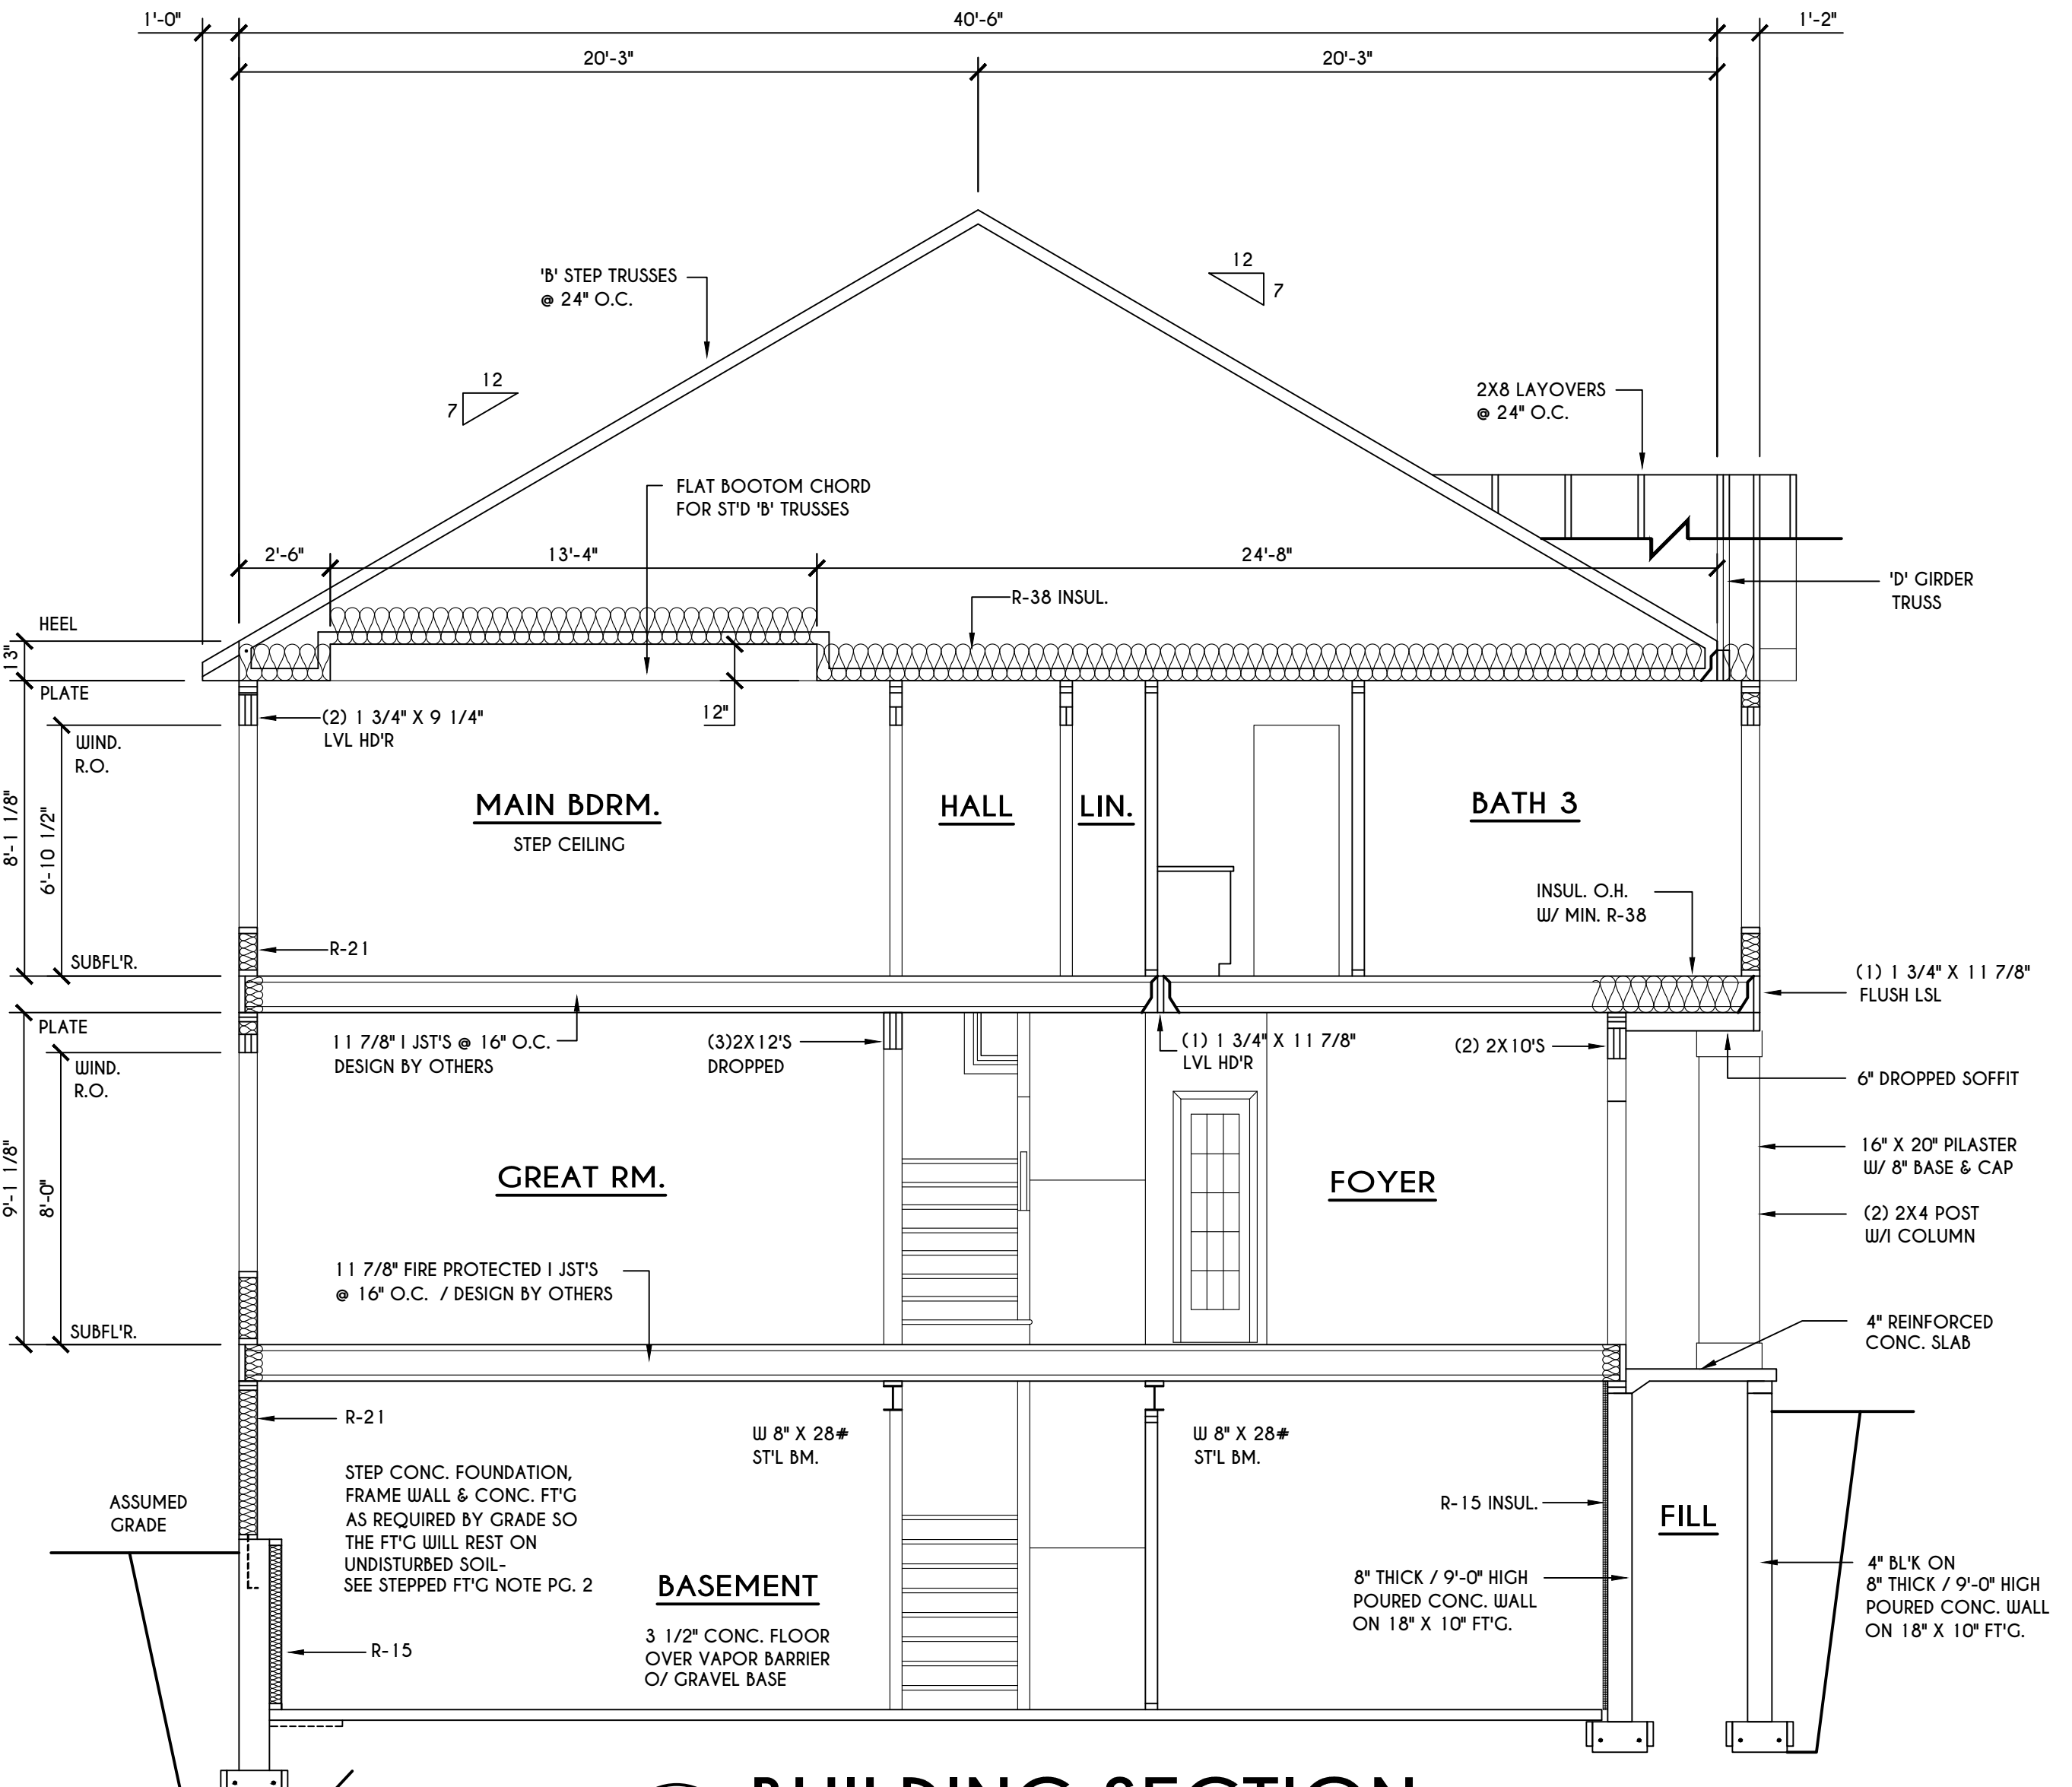 1'-0"
40'-6"
1'-2"
20'-3"
20'-3"
'B' STEP TRUSSES
@ 24" O.C.
12
7
12
7
2X8 LAYOVERS
@ 24" O.C.
FLAT BOOTOM CHORD
FOR ST'D 'B' TRUSSES
2'-6"
13'-4"
24'-8"
'D' GIRDER
TRUSS
R-38 INSUL.
HEEL
13"
PLATE
(2) 1 3/4" X 9 1/4"
LVL HD'R
12"
WIND.
R.O.
8'-1 1/8"
6'-10 1/2"
MAIN BDRM.
STEP CEILING
HALL
LIN.
BATH 3
INSUL. O.H.
W/ MIN. R-38
R-21
SUBFL'R.
(1) 1 3/4" X 11 7/8"
FLUSH LSL
PLATE
11 7/8" I JST'S @ 16" O.C.
DESIGN BY OTHERS
(3)2X12'S
DROPPED
(1) 1 3/4" X 11 7/8"
LVL HD'R
(2) 2X10'S
WIND.
R.O.
6" DROPPED SOFFIT
9'-1 1/8"
8'-0"
GREAT RM.
FOYER
16" X 20" PILASTER
W/ 8" BASE & CAP
(2) 2X4 POST
W/I COLUMN
11 7/8" FIRE PROTECTED I JST'S
@ 16" O.C. / DESIGN BY OTHERS
SUBFL'R.
4" REINFORCED
CONC. SLAB
R-21
W 8" X 28#
ST'L BM.
W 8" X 28#
ST'L BM.
STEP CONC. FOUNDATION,
FRAME WALL & CONC. FT'G
AS REQUIRED BY GRADE SO
THE FT'G WILL REST ON
UNDISTURBED SOIL-
SEE STEPPED FT'G NOTE PG. 2
ASSUMED
GRADE
R-15 INSUL.
FILL
8" THICK / 9'-0" HIGH
POURED CONC. WALL
ON 18" X 10" FT'G.
4" BL'K ON
8" THICK / 9'-0" HIGH
POURED CONC. WALL
ON 18" X 10" FT'G.
BASEMENT
3 1/2" CONC. FLOOR
OVER VAPOR BARRIER
O/ GRAVEL BASE
R-15
BUILDING SECTION